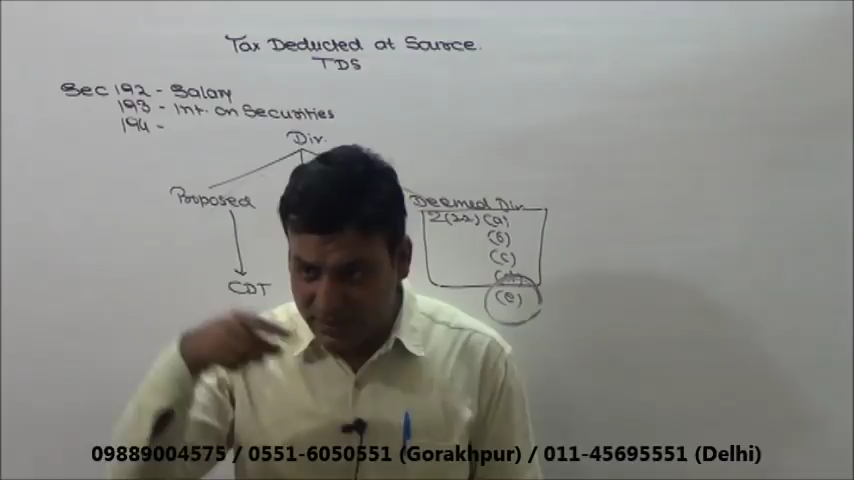 Tax Deducted at Source.
TDS
Sec 192 - Salary
193 - Int. on Securities
194 -
Div.
Proposed
Deemed Div.
2(22) (a)
(b)
(c)
(e)
CDT
09889004575 / 0551-6050551 (Gorakhpur) / 011-45695551 (Delhi)